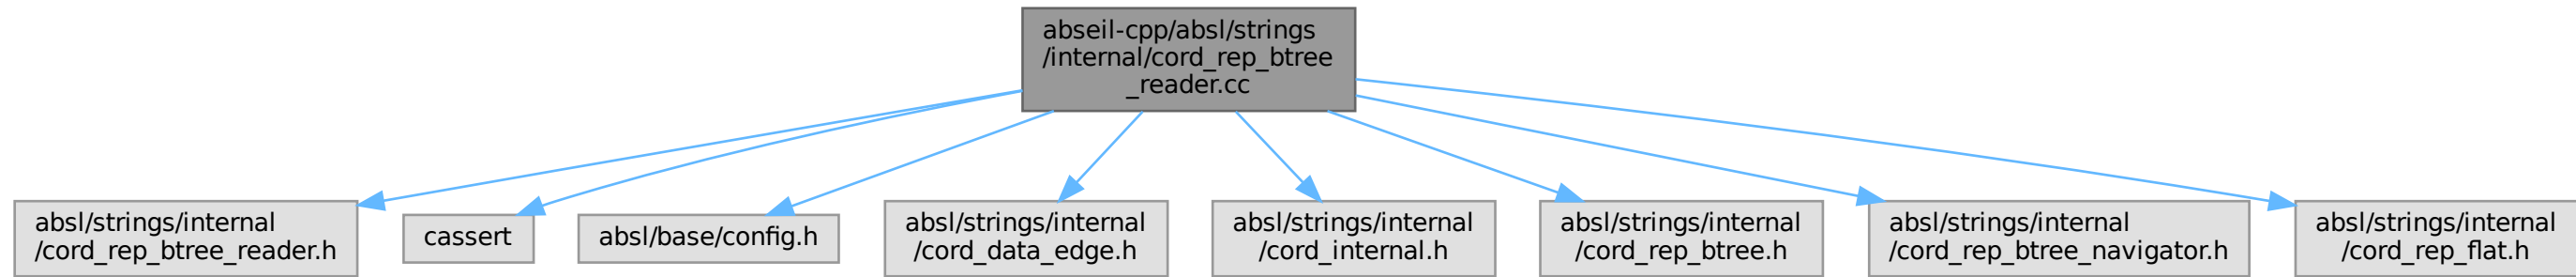 abseil-cpp/absl/strings
/internal/cord_rep_btree
_reader.cc
absl/strings/internal
/cord_rep_btree_reader.h
cassert
absl/base/config.h
absl/strings/internal
/cord_data_edge.h
absl/strings/internal
/cord_internal.h
absl/strings/internal
/cord_rep_btree.h
absl/strings/internal
/cord_rep_btree_navigator.h
absl/strings/internal
/cord_rep_flat.h